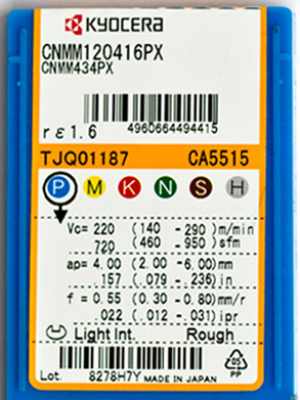 KYOCERA
CNMM120416PX
CNMM434PX
rε1.6
4960664494415
TJQ01187 CA5515
P M K N S H
Vc= 220 (140 - 290) m/min
720 (460 - 950) sfm
ap= 4.00 (2.00 - 6.00) mm
.157 (.079 - .236) in
f = 0.55 (0.30 - 0.80) mm/r
.022 (.012 - .031) ipr
Light Int. Rough
Lot. 8278H7Y MADE IN JAPAN
PP